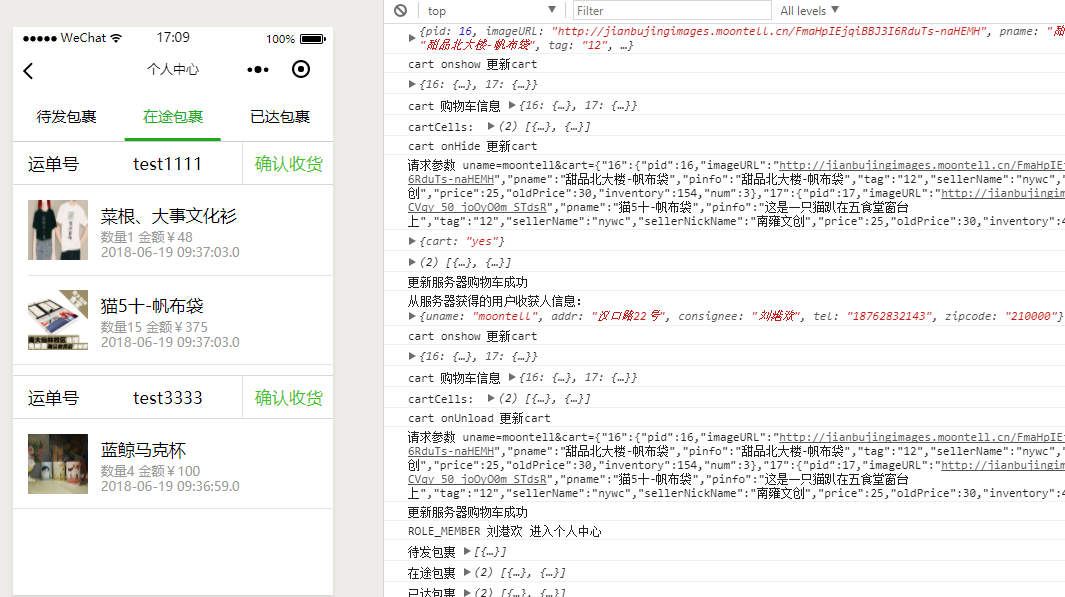 ●●●●● WeChat 17:09 100%
个人中心
待发包裹 在途包裹 已达包裹
运单号 test1111 确认收货
菜根、大事文化衫
数量1 金额￥48
2018-06-19 09:37:03.0
猫5十-帆布袋
数量15 金额￥375
2018-06-19 09:37:03.0
运单号 test3333 确认收货
蓝鲸马克杯
数量4 金额￥100
2018-06-19 09:36:59.0
top Filter All levels
{pid: 16, imageURL: "http://jianbujingimages.moontell.cn/FmaHpIEjqiBBJ3I6RduTs-naHEMH", pname: "甜
"甜品北大楼-帆布袋", tag: "12", …}
cart onshow 更新cart
{16: {…}, 17: {…}}
cart 购物车信息 {16: {…}, 17: {…}}
cartCells: (2) [{…}, {…}]
cart onHide 更新cart
请求参数 uname=moontell&cart={"16":{"pid":16,"imageURL":"http://jianbujingimages.moontell.cn/FmaHpIE
6RduTs-naHEMH","pname":"甜品北大楼-帆布袋","pinfo":"甜品北大楼-帆布袋","tag":"12","sellerName":"nywc",
创","price":25,"oldPrice":30,"inventory":154,"num":3},"17":{"pid":17,"imageURL":"http://jianbujingim
CVqy_50_joOyO0m_STdsR","pname":"猫5十-帆布袋","pinfo":"这是一只猫趴在五食堂窗台
上","tag":"12","sellerName":"nywc","sellerNickName":"南雍文创","price":25,"oldPrice":30,"inventory":4
{cart: "yes"}
(2) [{…}, {…}]
更新服务器购物车成功
从服务器获得的用户收获人信息：
{uname: "moontell", addr: "汉口路22号", consignee: "刘港欢", tel: "18762832143", zipcode: "210000"}
cart onshow 更新cart
{16: {…}, 17: {…}}
cart 购物车信息 {16: {…}, 17: {…}}
cartCells: (2) [{…}, {…}]
cart onUnload 更新cart
请求参数 uname=moontell&cart={"16":{"pid":16,"imageURL":"http://jianbujingimages.moontell.cn/FmaHpIE
6RduTs-naHEMH","pname":"甜品北大楼-帆布袋","pinfo":"甜品北大楼-帆布袋","tag":"12","sellerName":"nywc",
创","price":25,"oldPrice":30,"inventory":154,"num":3},"17":{"pid":17,"imageURL":"http://jianbujingim
CVqy_50_joOyO0m_STdsR","pname":"猫5十-帆布袋","pinfo":"这是一只猫趴在五食堂窗台
上","tag":"12","sellerName":"nywc","sellerNickName":"南雍文创","price":25,"oldPrice":30,"inventory":4
更新服务器购物车成功
ROLE_MEMBER 刘港欢 进入个人中心
待发包裹 [{…}]
在途包裹 (2) [{…}, {…}]
已达包裹 (2) [{…}, {…}]